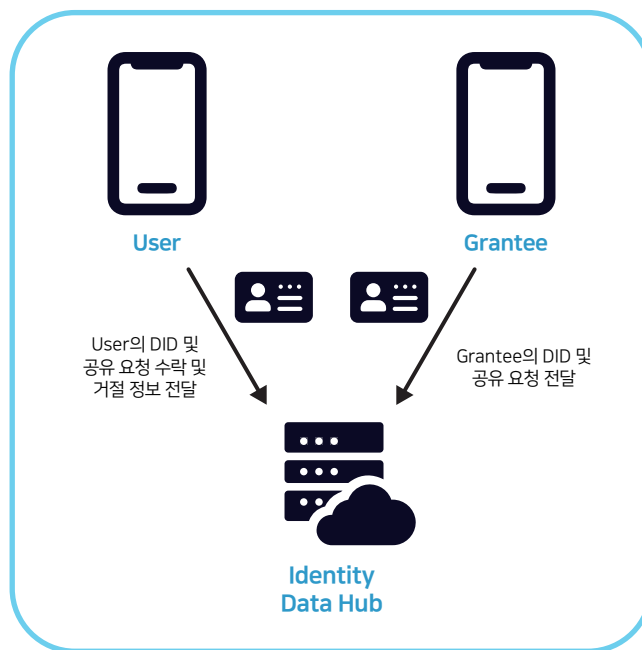 User
Grantee
User의 DID 및
공유 요청 수락 및
거절 정보 전달
Grantee의 DID 및
공유 요청 전달
Identity
Data Hub